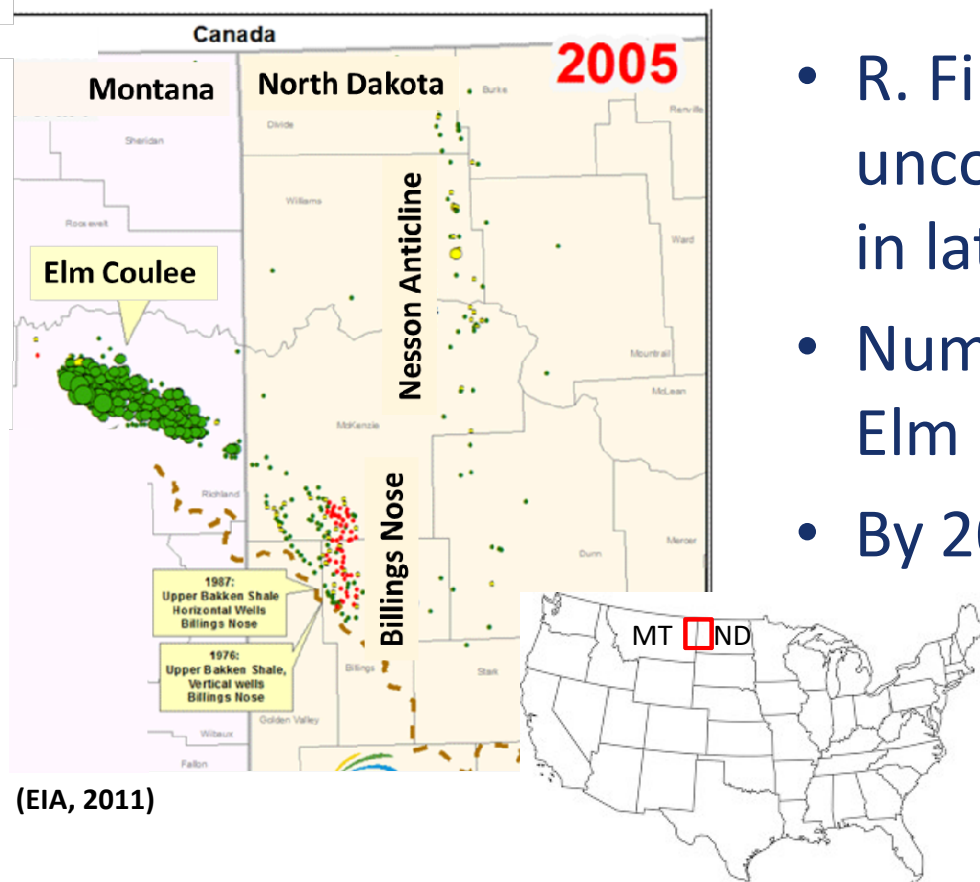 Canada
2005
Montana
North Dakota
Burke
Renville
Divide
Sheridan
Williams
Roosevelt
Ward
Nesson Anticline
Elm Coulee
Mountrail
McLean
McKenzie
Richland
Billings Nose
Dunn
Mercer
1987:
Upper Bakken Shale
Horizontal Wells
Billings Nose
1976:
Upper Bakken Shale,
Vertical wells
Billings Nose
Billings
Stark
Golden Valley
Wibaux
Fallon
(EIA, 2011)
MT
ND
• R. Fi
unco
in lat
• Num
Elm
• By 20